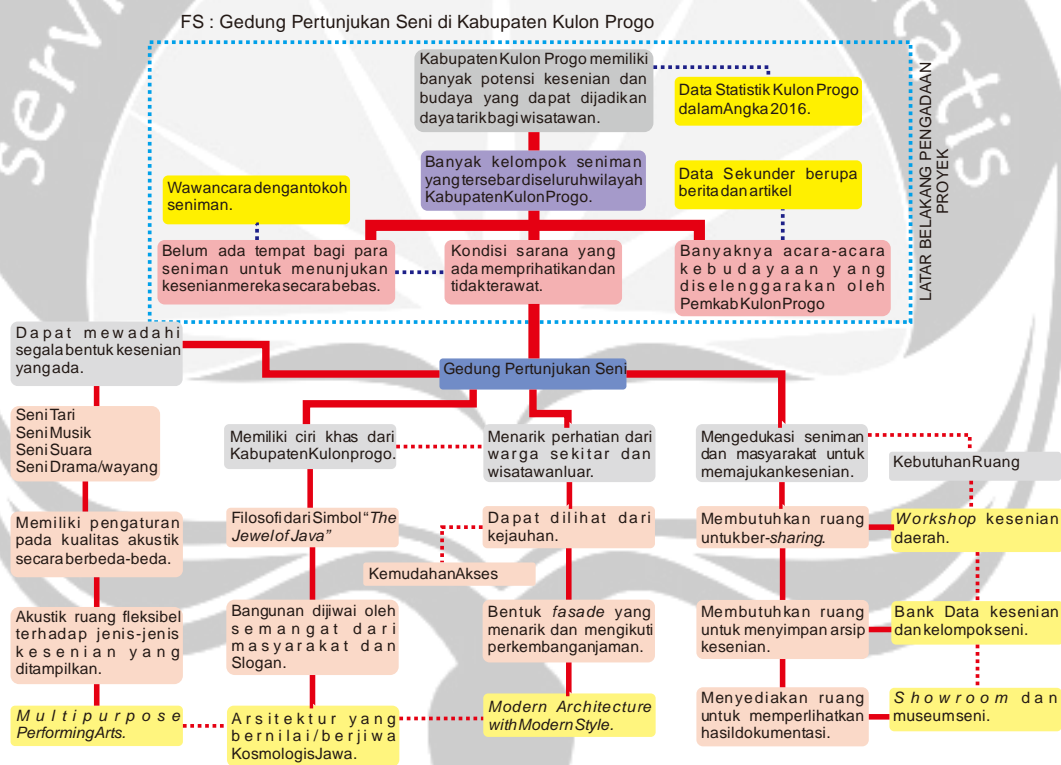 FS : Gedung Pertunjukan Seni di Kabupaten Kulon Progo
Kabupaten Kulon Progo memiliki
banyak potensi kesenian dan
budaya yang dapat dijadikan
daya tarik bagi wisatawan.
Data Statistik Kulon Progo
dalam Angka 2016.
LATAR BELAKANG PENGADAAN
PROYEK
Banyak kelompok seniman
yang tersebar diseluruh wilayah
Kabupaten Kulon Progo.
Wawancara dengan tokoh
seniman.
Data Sekunder berupa
berita dan artikel
Belum ada tempat bagi para
seniman untuk menunjukan
kesenian mereka secara bebas.
Kondisi sarana yang
ada memprihatikan dan
tidak terawat.
Banyaknya acara-acara
kebudayaan yang
diselenggarakan oleh
Pemkab Kulon Progo
Dapat mewadahi
segala bentuk kesenian
yang ada.
Gedung Pertunjukan Seni
Seni Tari
Seni Musik
Seni Suara
Seni Drama/wayang
Memiliki ciri khas dari
Kabupaten Kulonprogo.
Menarik perhatian dari
warga sekitar dan
wisatawan luar.
Mengedukasi seniman
dan masyarakat untuk
memajukan kesenian.
Kebutuhan Ruang
Memiliki pengaturan
pada kualitas akustik
secara berbeda-beda.
Filosofi dari Simbol "The
Jewel of Java"
Dapat dilihat dari
kejauhan.
Membutuhkan ruang
untuk ber-sharing.
Workshop kesenian
daerah.
Kemudahan Akses
Akustik ruang fleksibel
terhadap jenis-jenis
kesenian yang
ditampilkan.
Bangunan dijiwai oleh
semangat dari
masyarakat dan
Slogan.
Bentuk fasade yang
menarik dan mengikuti
perkembangan jaman.
Membutuhkan ruang
untuk menyimpan arsip
kesenian.
Bank Data kesenian
dan kelompok seni.
Multipurpose
Performing Arts.
Arsitektur yang
bernilai/berjiwa
Kosmologis Jawa.
Modern Architecture
with Modern Style.
Menyediakan ruang
untuk memperlihatkan
hasil dokumentasi.
Showroom dan
museum seni.